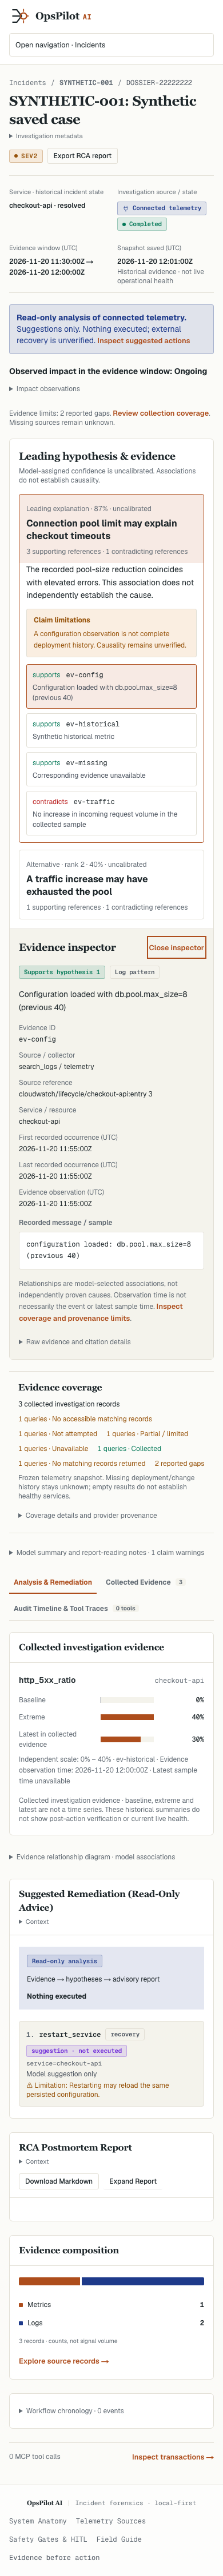 OpsPilot AI
Open navigation · Incidents
Incidents / SYNTHETIC-001 / DOSSIER-22222222
SYNTHETIC-001: Synthetic
saved case
▶ Investigation metadata
● SEV2
Export RCA report
Service · historical incident state
checkout-api · resolved
Investigation source / state
Connected telemetry
● Completed
Evidence window (UTC)
2026-11-20 11:30:00Z →
2026-11-20 12:00:00Z
Snapshot saved (UTC)
2026-11-20 12:01:00Z
Historical evidence · not live
operational health
Read-only analysis of connected telemetry.
Suggestions only. Nothing executed; external
recovery is unverified. Inspect suggested actions
Observed impact in the evidence window: Ongoing
▶ Impact observations
Evidence limits: 2 reported gaps. Review collection coverage.
Missing sources remain unknown.
Leading hypothesis & evidence
Model-assigned confidence is uncalibrated. Associations
do not establish causality.
Leading explanation · 87% · uncalibrated
Connection pool limit may explain
checkout timeouts
3 supporting references · 1 contradicting references
The recorded pool-size reduction coincides
with elevated errors. This association does not
independently establish the cause.
Claim limitations
A configuration observation is not complete
deployment history. Causality remains unverified.
supports ev-config
Configuration loaded with db.pool.max_size=8
(previous 40)
supports ev-historical
Synthetic historical metric
supports ev-missing
Corresponding evidence unavailable
contradicts ev-traffic
No increase in incoming request volume in the
collected sample
Alternative · rank 2 · 40% · uncalibrated
A traffic increase may have
exhausted the pool
1 supporting references · 1 contradicting references
Evidence inspector
Close inspector
Supports hypothesis 1
Log pattern
Configuration loaded with db.pool.max_size=8
(previous 40)
Evidence ID
ev-config
Source / collector
search_logs / telemetry
Source reference
cloudwatch/lifecycle/checkout-api:entry 3
Service / resource
checkout-api
First recorded occurrence (UTC)
2026-11-20 11:55:00Z
Last recorded occurrence (UTC)
2026-11-20 11:55:00Z
Evidence observation (UTC)
2026-11-20 11:55:00Z
Recorded message / sample
configuration loaded: db.pool.max_size=8
(previous 40)
Relationships are model-selected associations, not
independently proven causes. Observation time is not
necessarily the event or latest sample time. Inspect
coverage and provenance limits.
▶ Raw evidence and citation details
Evidence coverage
3 collected investigation records
1 queries · No accessible matching records
1 queries · Not attempted 1 queries · Partial / limited
1 queries · Unavailable 1 queries · Collected
1 queries · No matching records returned 2 reported gaps
Frozen telemetry snapshot. Missing deployment/change
history stays unknown; empty results do not establish
healthy services.
▶ Coverage details and provider provenance
▶ Model summary and report-reading notes · 1 claim warnings
Analysis & Remediation
Collected Evidence 3
Audit Timeline & Tool Traces 0 tools
Collected investigation evidence
http_5xx_ratio checkout-api
Baseline 0%
Extreme 40%
Latest in collected
evidence 30%
Independent scale: 0% – 40% · ev-historical · Evidence
observation time: 2026-11-20 12:00:00Z · Latest sample
time unavailable
Collected investigation evidence · baseline, extreme and
latest are not a time series. These historical summaries do
not show post-action verification or current live health.
▶ Evidence relationship diagram · model associations
Suggested Remediation (Read-Only
Advice)
▶ Context
Read-only analysis
Evidence → hypotheses → advisory report
Nothing executed
1. restart_service recovery
suggestion · not executed
service=checkout-api
Model suggestion only
⚠ Limitation: Restarting may reload the same
persisted configuration.
RCA Postmortem Report
▶ Context
Download Markdown Expand Report
Evidence composition
Metrics 1
Logs 2
3 records · counts, not signal volume
Explore source records →
▶ Workflow chronology · 0 events
0 MCP tool calls Inspect transactions →
OpsPilot AI | Incident forensics · local-first
System Anatomy Telemetry Sources
Safety Gates & HITL Field Guide
Evidence before action